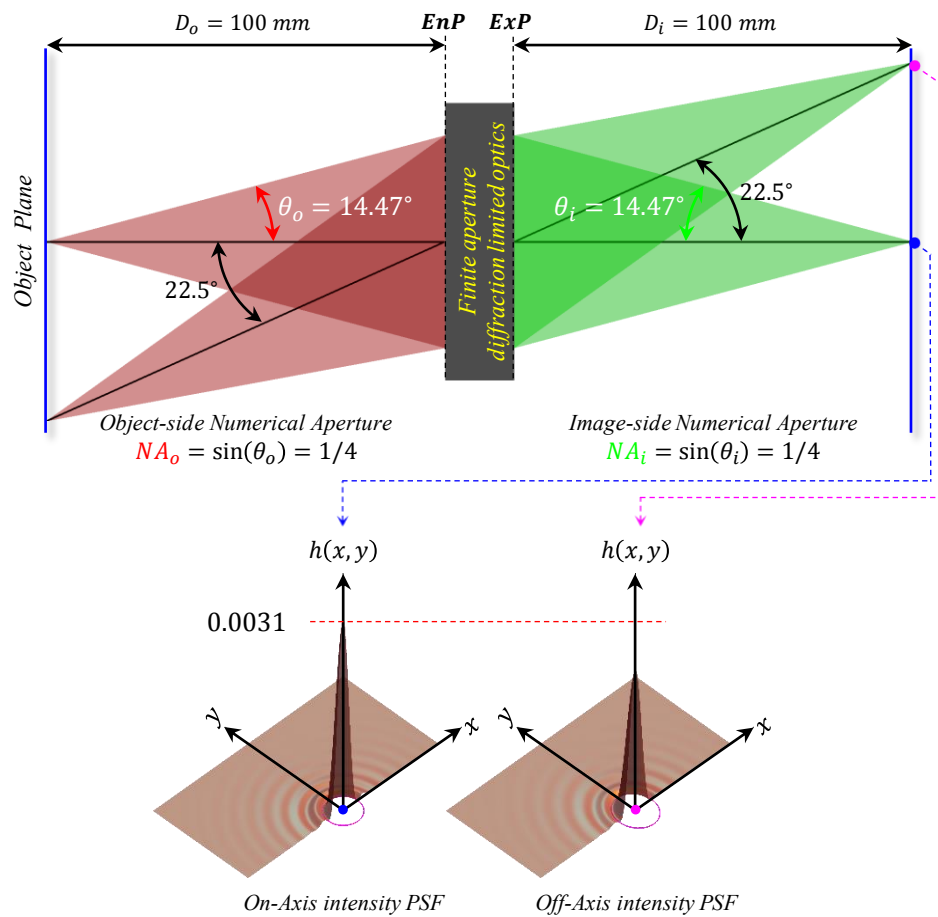 D_o = 100 mm
EnP
ExP
D_i = 100 mm
Object Plane
θ_o = 14.47°
22.5°
Finite aperture
diffraction limited optics
θ_i = 14.47°
22.5°
Object-side Numerical Aperture
NA_o = sin(θ_o) = 1/4
Image-side Numerical Aperture
NA_i = sin(θ_i) = 1/4
h(x, y)
h(x, y)
0.0031
y
x
y
x
On-Axis intensity PSF
Off-Axis intensity PSF